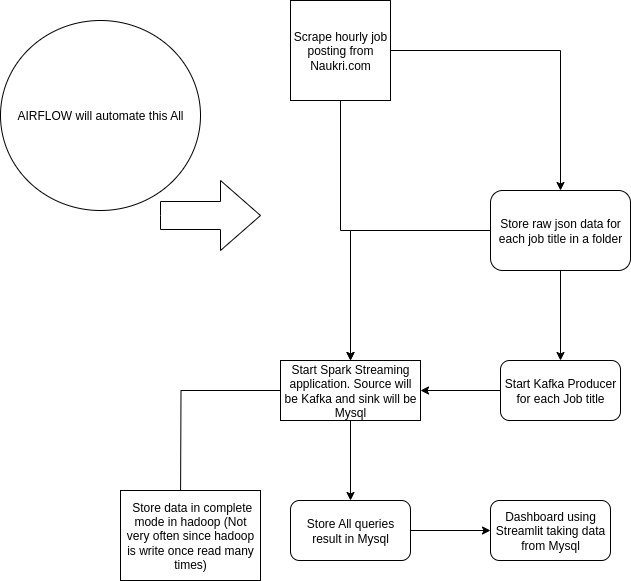 Scrape hourly job
posting from
Naukri.com
AIRFLOW will automate this All
Store raw json data for
each job title in a folder
Start Spark Streaming
application. Source will
be Kafka and sink will be
Mysql
Start Kafka Producer
for each Job title
Store data in complete
mode in hadoop (Not
very often since hadoop
is write once read many
times)
Store All queries
result in Mysql
Dashboard using
Streamlit taking data
from Mysql